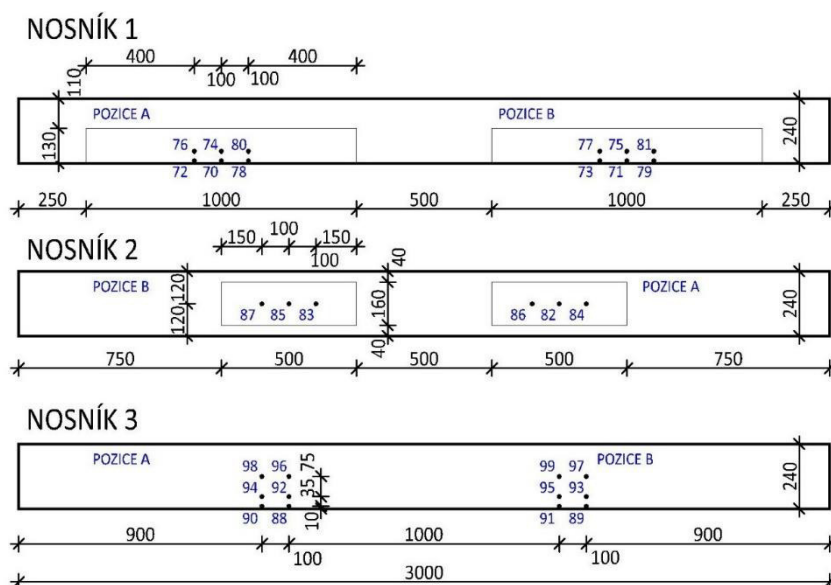 NOSNÍK 1
400 400
100 100
110
POZICE A POZICE B
130
76 74 80 77 75 81
240
72 70 78 73 71 79
250 1000 500 1000 250
NOSNÍK 2
100
150 150
100
40
POZICE B POZICE A
120
160
240
87 85 83 86 82 84
120
40
750 500 500 500 750
NOSNÍK 3
POZICE A POZICE B
98 96 75 99 97
94 92 35 95 93
240
90 88 10 91 89
900 1000 900
100 100
3000